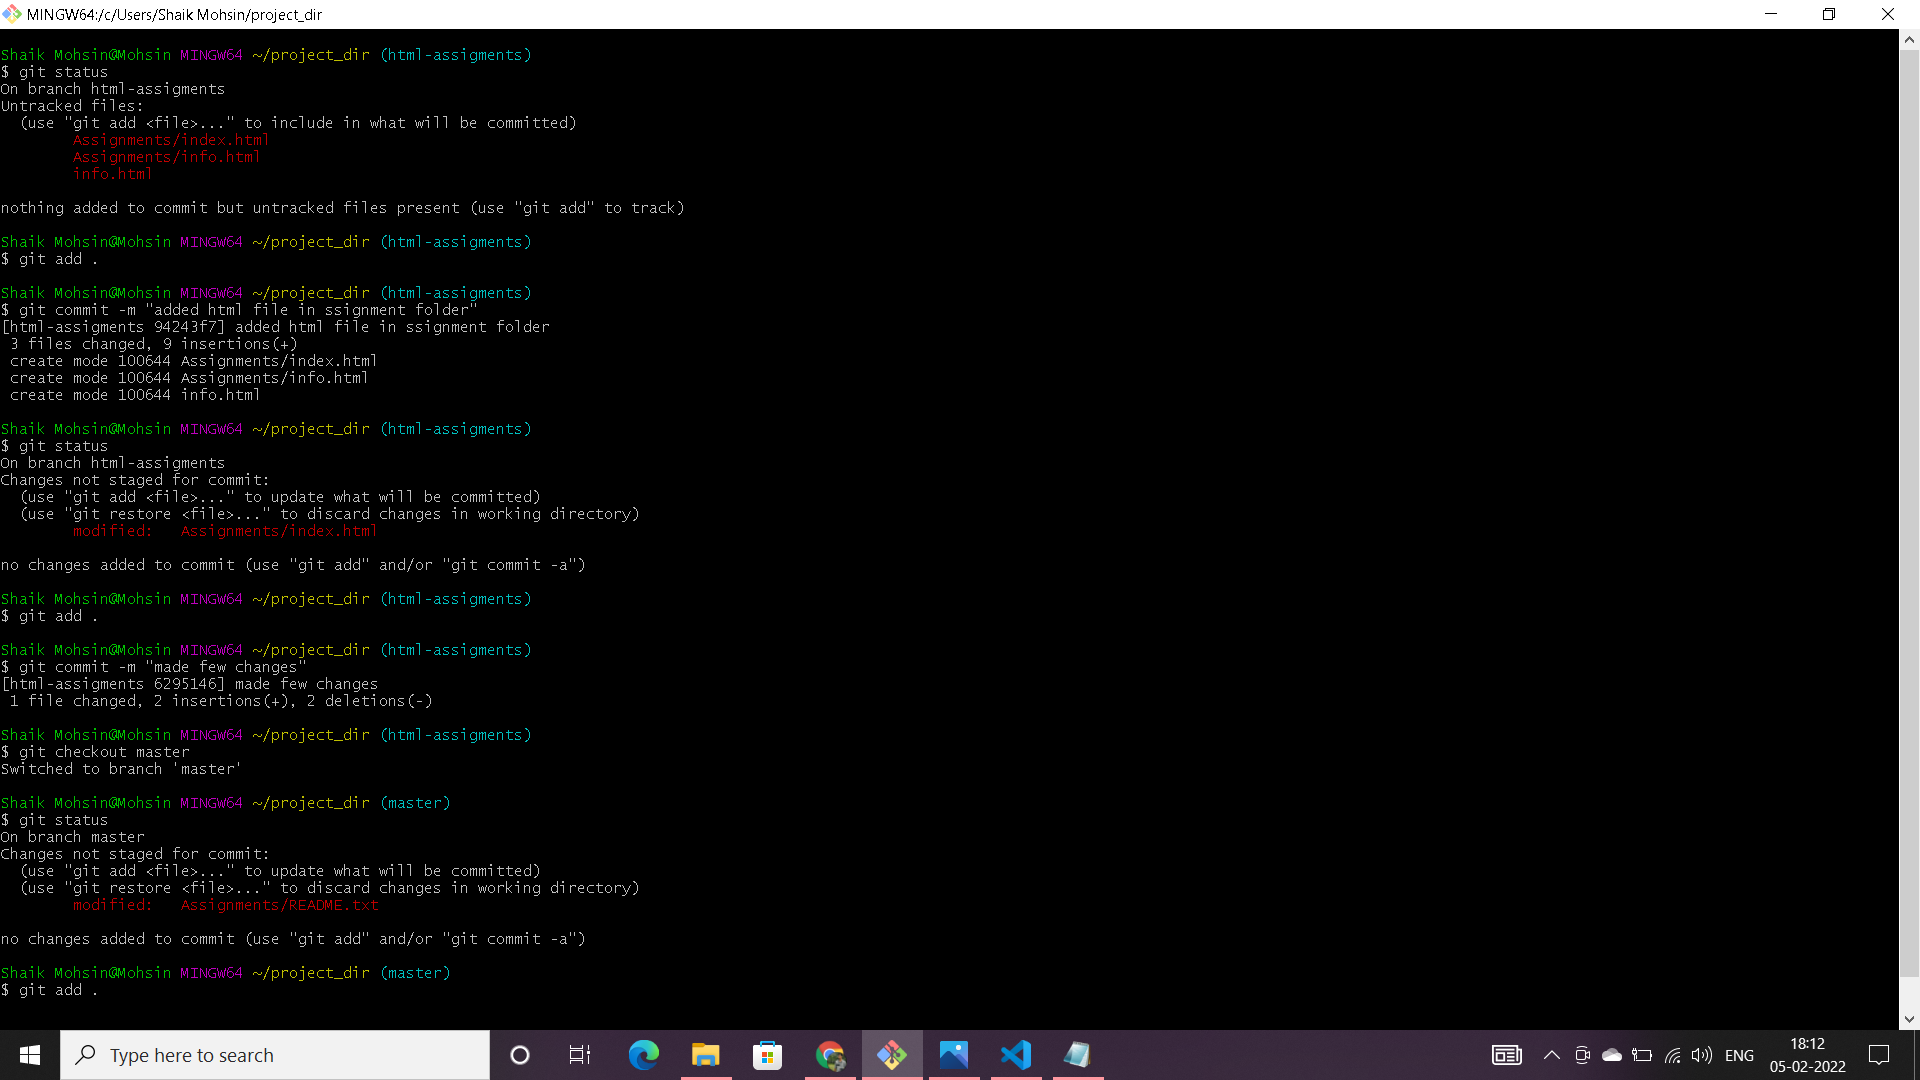 MINGW64:/c/Users/Shaik Mohsin/project_dir
Shaik Mohsin@Mohsin MINGW64 ~/project_dir (html-assigments)
$ git status
On branch html-assigments
Untracked files:
  (use "git add <file>..." to include in what will be committed)
        Assignments/index.html
        Assignments/info.html
        info.html
nothing added to commit but untracked files present (use "git add" to track)
Shaik Mohsin@Mohsin MINGW64 ~/project_dir (html-assigments)
$ git add .
Shaik Mohsin@Mohsin MINGW64 ~/project_dir (html-assigments)
$ git commit -m "added html file in ssignment folder"
[html-assigments 94243f7] added html file in ssignment folder
 3 files changed, 9 insertions(+)
 create mode 100644 Assignments/index.html
 create mode 100644 Assignments/info.html
 create mode 100644 info.html
Shaik Mohsin@Mohsin MINGW64 ~/project_dir (html-assigments)
$ git status
On branch html-assigments
Changes not staged for commit:
  (use "git add <file>..." to update what will be committed)
  (use "git restore <file>..." to discard changes in working directory)
        modified:   Assignments/index.html
no changes added to commit (use "git add" and/or "git commit -a")
Shaik Mohsin@Mohsin MINGW64 ~/project_dir (html-assigments)
$ git add .
Shaik Mohsin@Mohsin MINGW64 ~/project_dir (html-assigments)
$ git commit -m "made few changes"
[html-assigments 6295146] made few changes
 1 file changed, 2 insertions(+), 2 deletions(-)
Shaik Mohsin@Mohsin MINGW64 ~/project_dir (html-assigments)
$ git checkout master
Switched to branch 'master'
Shaik Mohsin@Mohsin MINGW64 ~/project_dir (master)
$ git status
On branch master
Changes not staged for commit:
  (use "git add <file>..." to update what will be committed)
  (use "git restore <file>..." to discard changes in working directory)
        modified:   Assignments/README.txt
no changes added to commit (use "git add" and/or "git commit -a")
Shaik Mohsin@Mohsin MINGW64 ~/project_dir (master)
$ git add .
Type here to search
ENG
18:12
05-02-2022